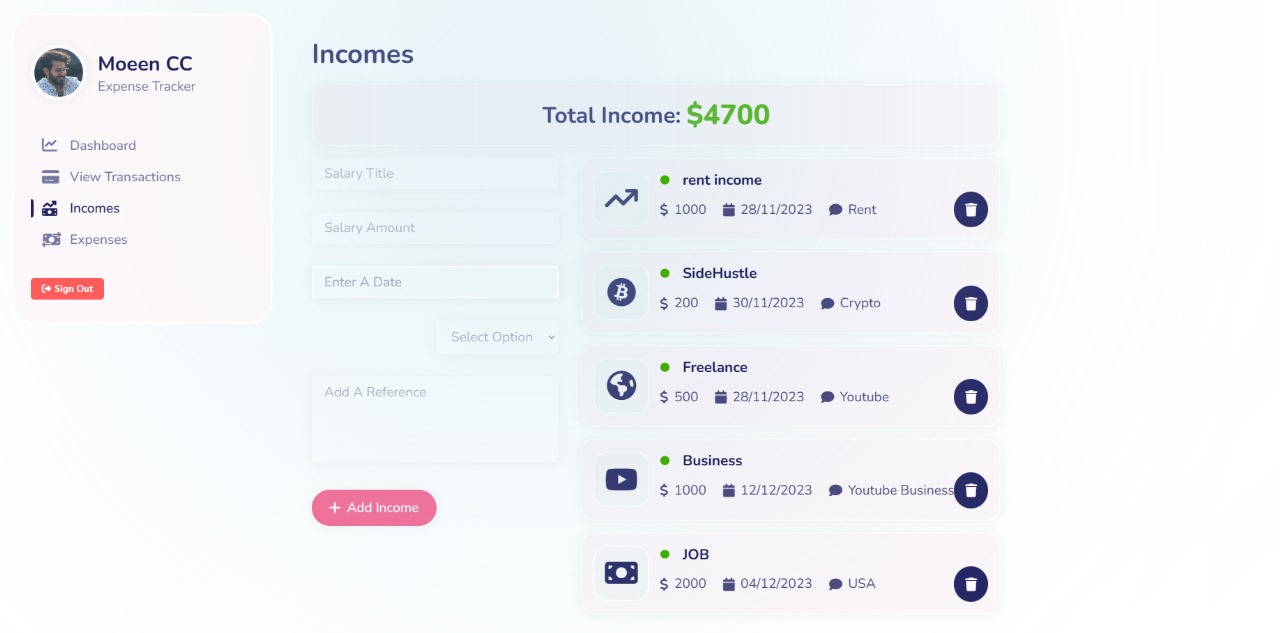 Moeen CC
Expense Tracker
Dashboard
View Transactions
Incomes
Expenses
Sign Out
Incomes
Total Income: $4700
Salary Title
Salary Amount
Enter A Date
Select Option
Add A Reference
+ Add Income
rent income
$ 1000 28/11/2023 Rent
SideHustle
$ 200 30/11/2023 Crypto
Freelance
$ 500 28/11/2023 Youtube
Business
$ 1000 12/12/2023 Youtube Business
JOB
$ 2000 04/12/2023 USA